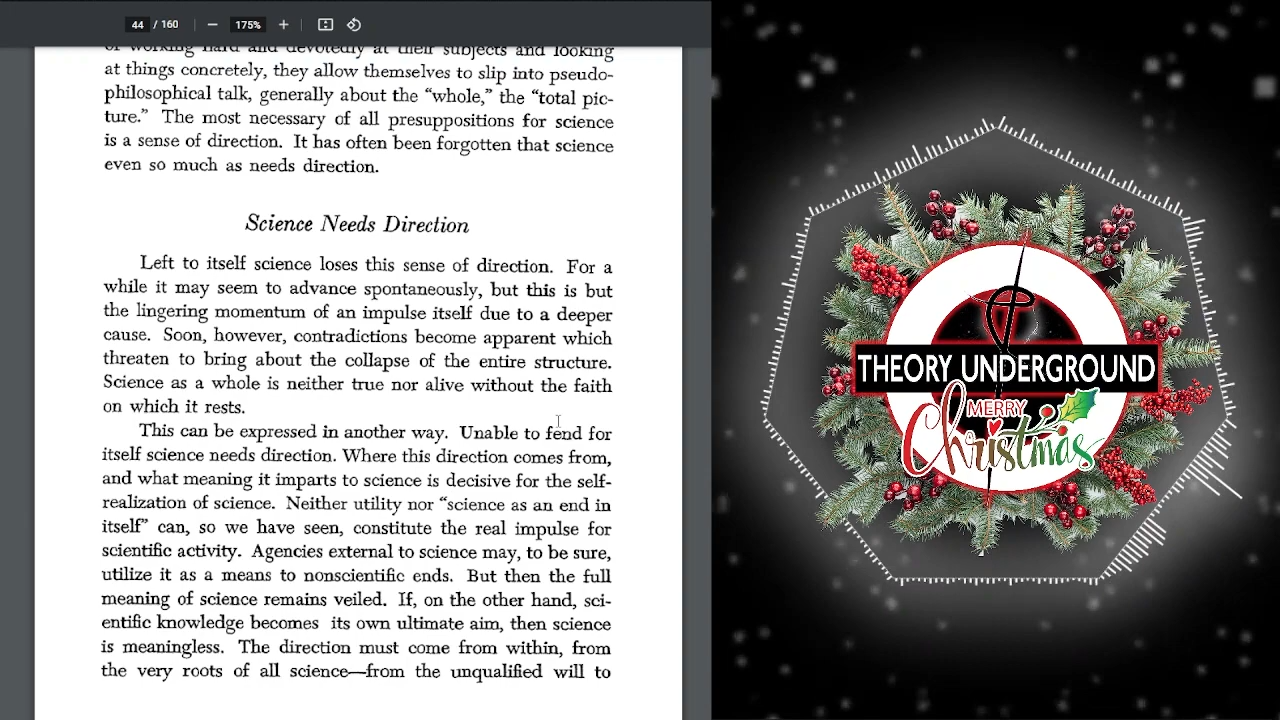 44 / 160
175%
of working hard and devotedly at their subjects and looking
at things concretely, they allow themselves to slip into pseudo-
philosophical talk, generally about the “whole,” the “total pic-
ture.” The most necessary of all presuppositions for science
is a sense of direction. It has often been forgotten that science
even so much as needs direction.
Science Needs Direction
Left to itself science loses this sense of direction. For a
while it may seem to advance spontaneously, but this is but
the lingering momentum of an impulse itself due to a deeper
cause. Soon, however, contradictions become apparent which
threaten to bring about the collapse of the entire structure.
Science as a whole is neither true nor alive without the faith
on which it rests.
This can be expressed in another way. Unable to fend for
itself science needs direction. Where this direction comes from,
and what meaning it imparts to science is decisive for the self-
realization of science. Neither utility nor “science as an end in
itself” can, so we have seen, constitute the real impulse for
scientific activity. Agencies external to science may, to be sure,
utilize it as a means to nonscientific ends. But then the full
meaning of science remains veiled. If, on the other hand, sci-
entific knowledge becomes its own ultimate aim, then science
is meaningless. The direction must come from within, from
the very roots of all science—from the unqualified will to
THEORY UNDERGROUND
MERRY
Christmas